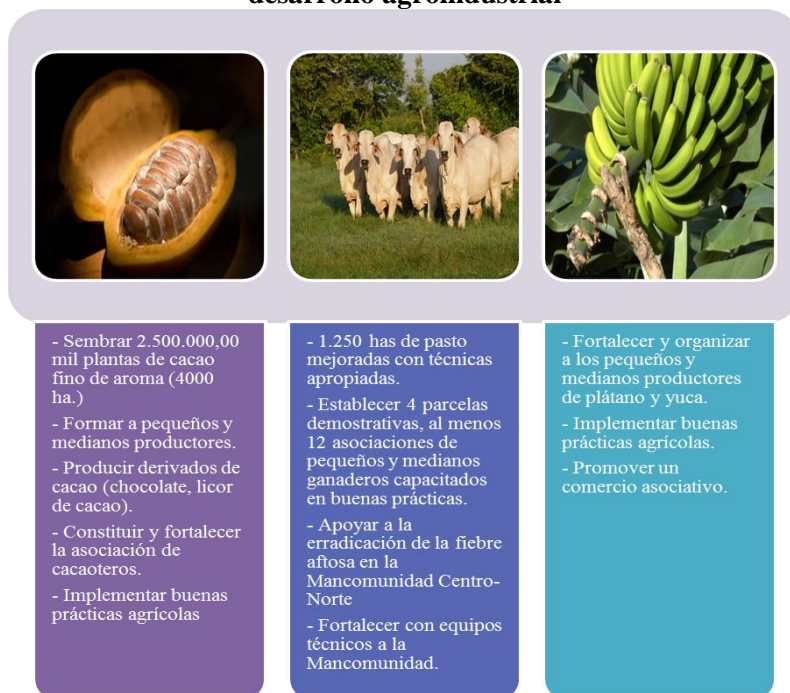 desarrollo agroindustrial
- Sembrar 2.500.000,00
mil plantas de cacao
fino de aroma (4000
ha.)
- Formar a pequeños y
medianos productores.
- Producir derivados de
cacao (chocolate, licor
de cacao).
- Constituir y fortalecer
la asociación de
cacaoteros.
- Implementar buenas
prácticas agrícolas
- 1.250 has de pasto
mejoradas con técnicas
apropiadas.
- Establecer 4 parcelas
demostrativas, al menos
12 asociaciones de
pequeños y medianos
ganaderos capacitados
en buenas prácticas.
- Apoyar a la
erradicación de la fiebre
aftosa en la
Mancomunidad Centro-
Norte
- Fortalecer con equipos
técnicos a la
Mancomunidad.
- Fortalecer y organizar
a los pequeños y
medianos productores
de plátano y yuca.
- Implementar buenas
prácticas agrícolas.
- Promover un
comercio asociativo.